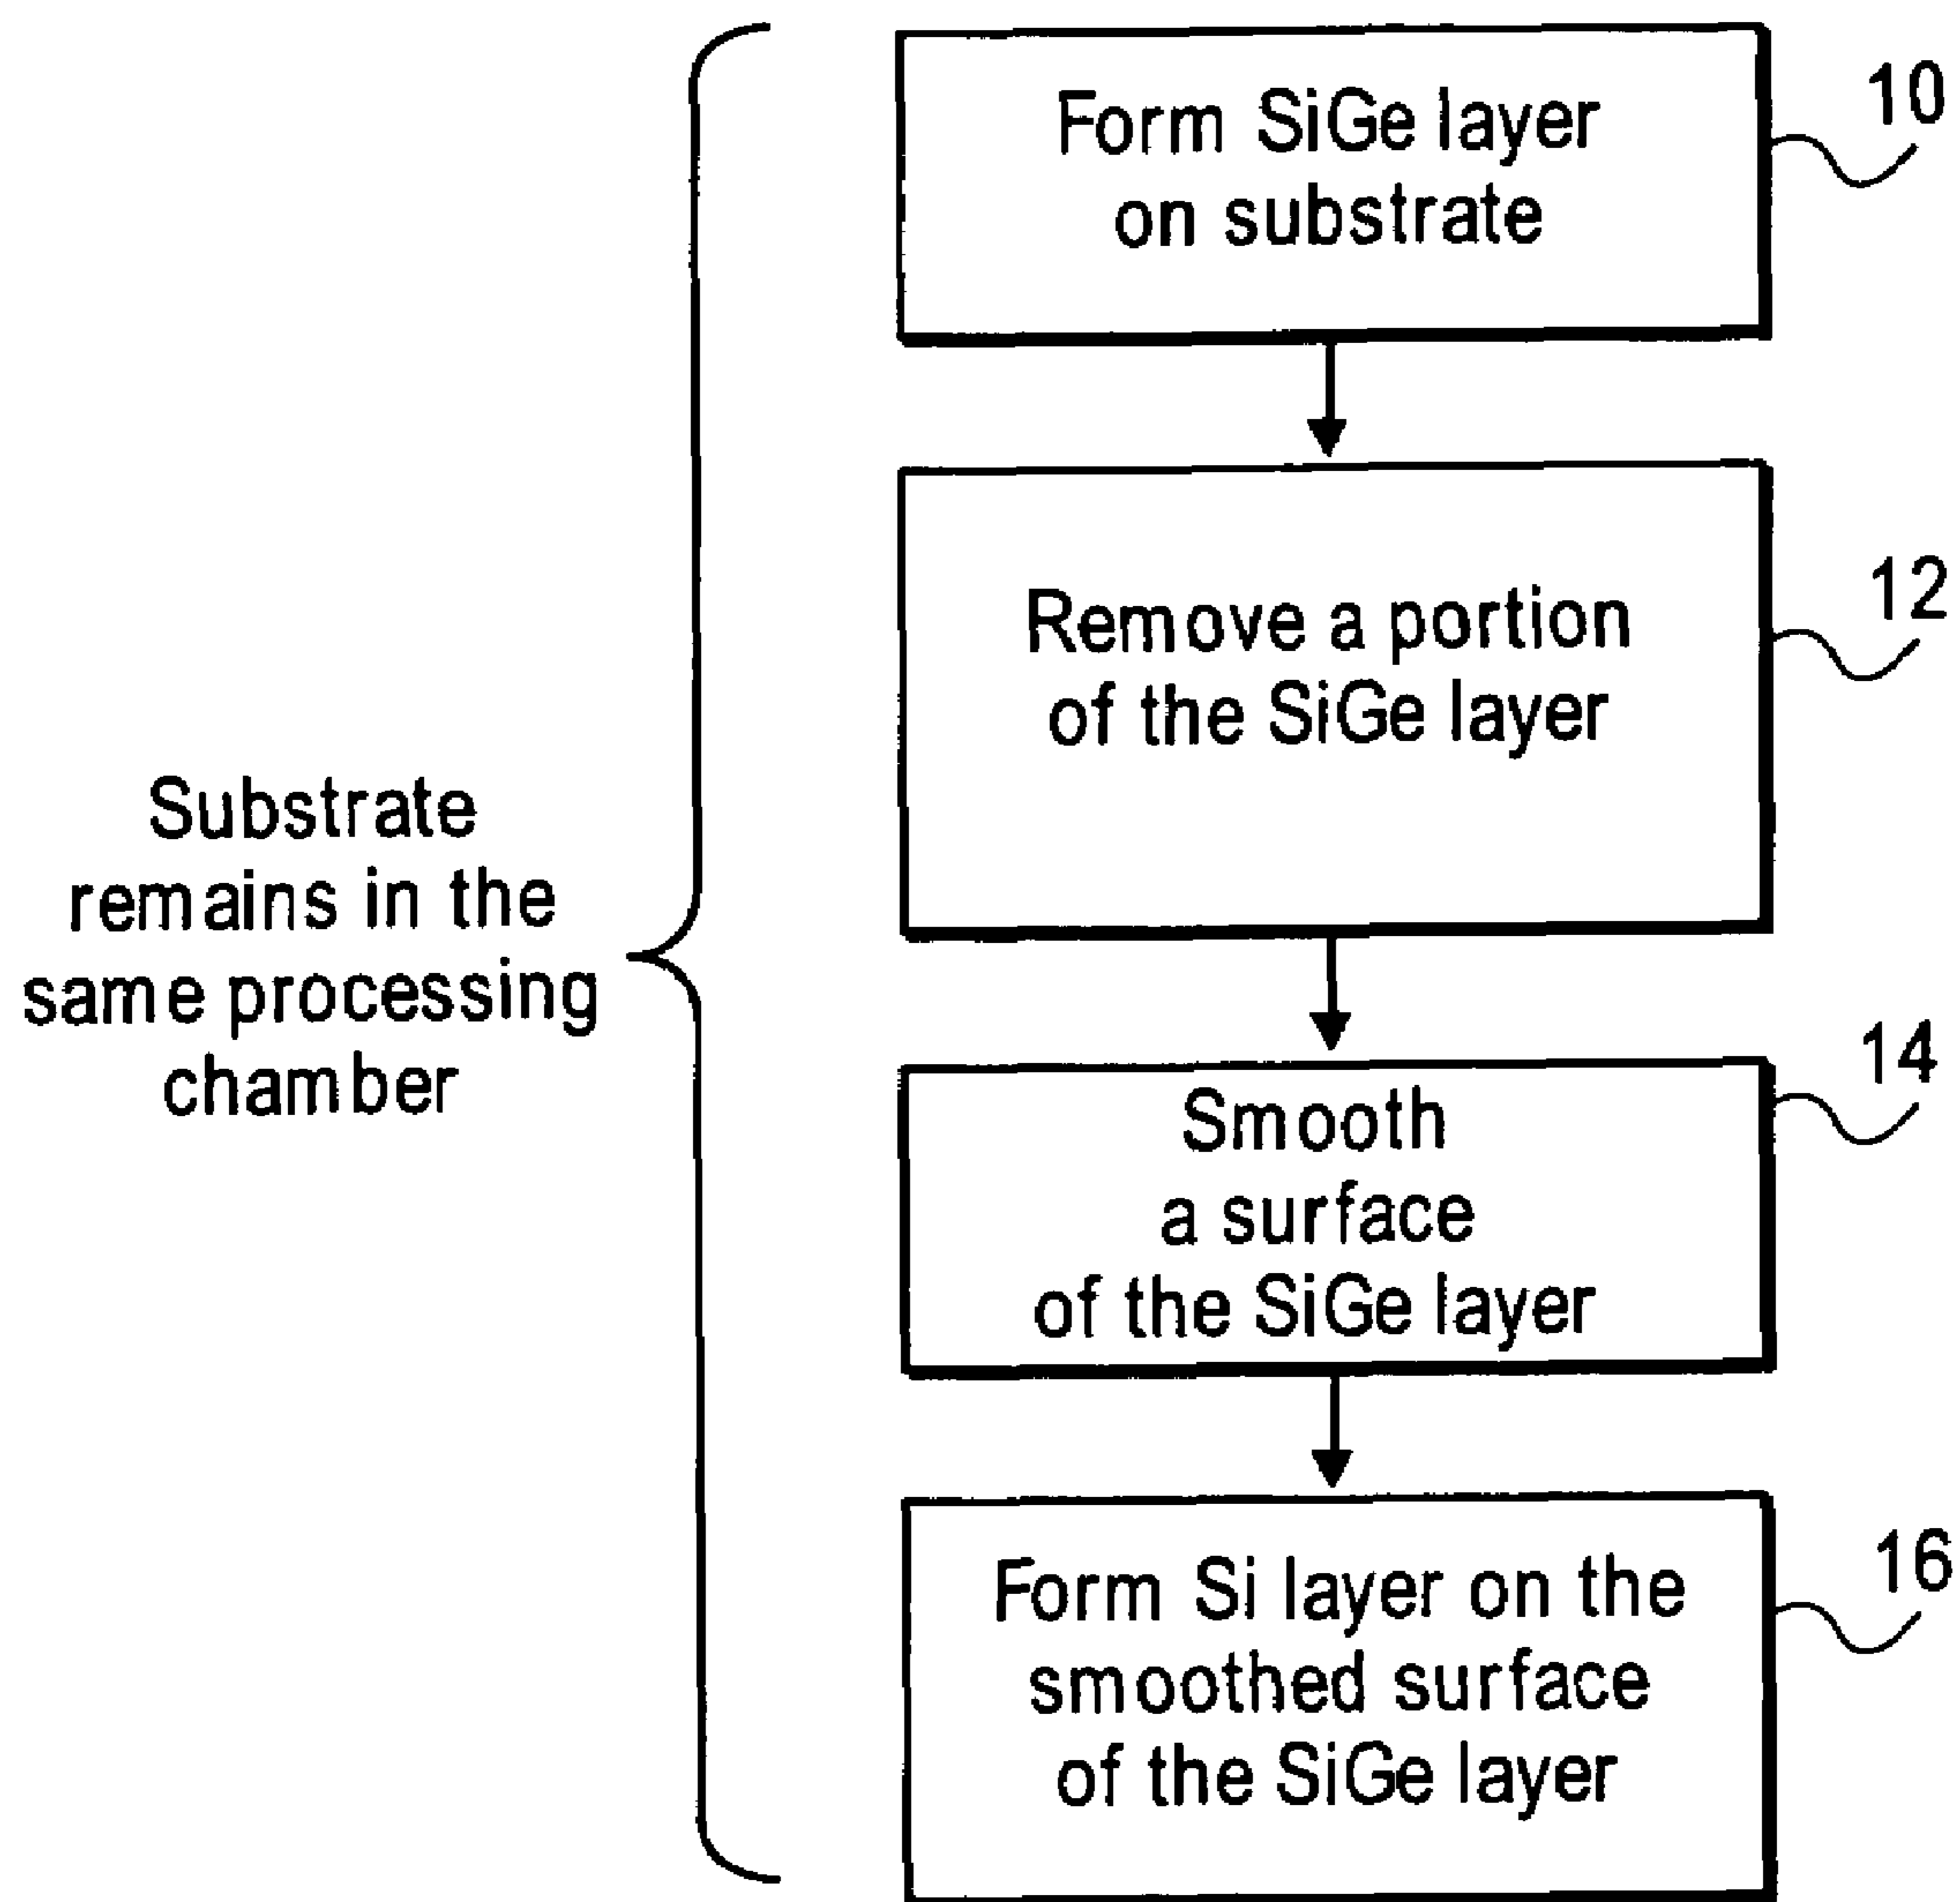 Form SiGe layer
on substrate
10
Remove a portion
of the SiGe layer
12
Substrate
remains in the
same processing
chamber
Smooth
a surface
of the SiGe layer
14
Form Si layer on the
smoothed surface
of the SiGe layer
16